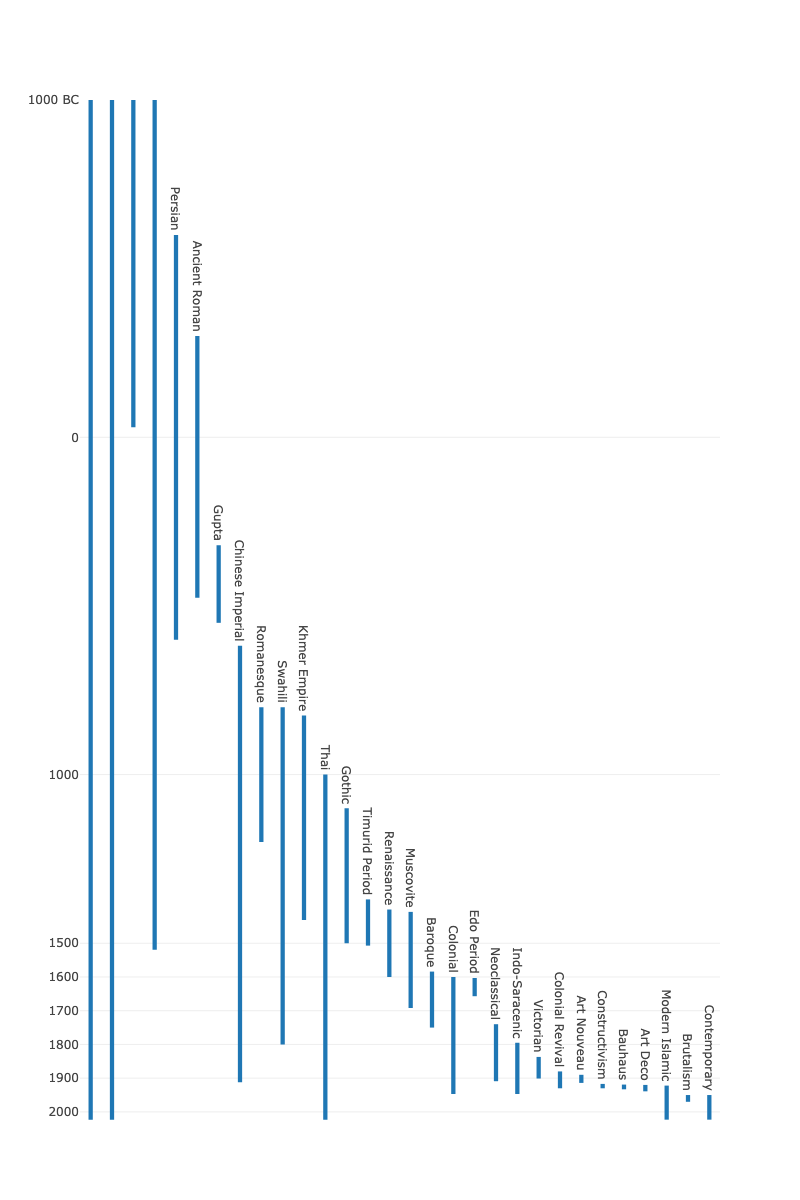 1000 BC
0
1000
1500
1600
1700
1800
1900
2000
Persian
Ancient Roman
Gupta
Chinese Imperial
Romanesque
Swahili
Khmer Empire
Thai
Gothic
Timurid Period
Renaissance
Muscovite
Baroque
Colonial
Edo Period
Neoclassical
Indo-Saracenic
Victorian
Colonial Revival
Art Nouveau
Constructivism
Bauhaus
Art Deco
Modern Islamic
Brutalism
Contemporary